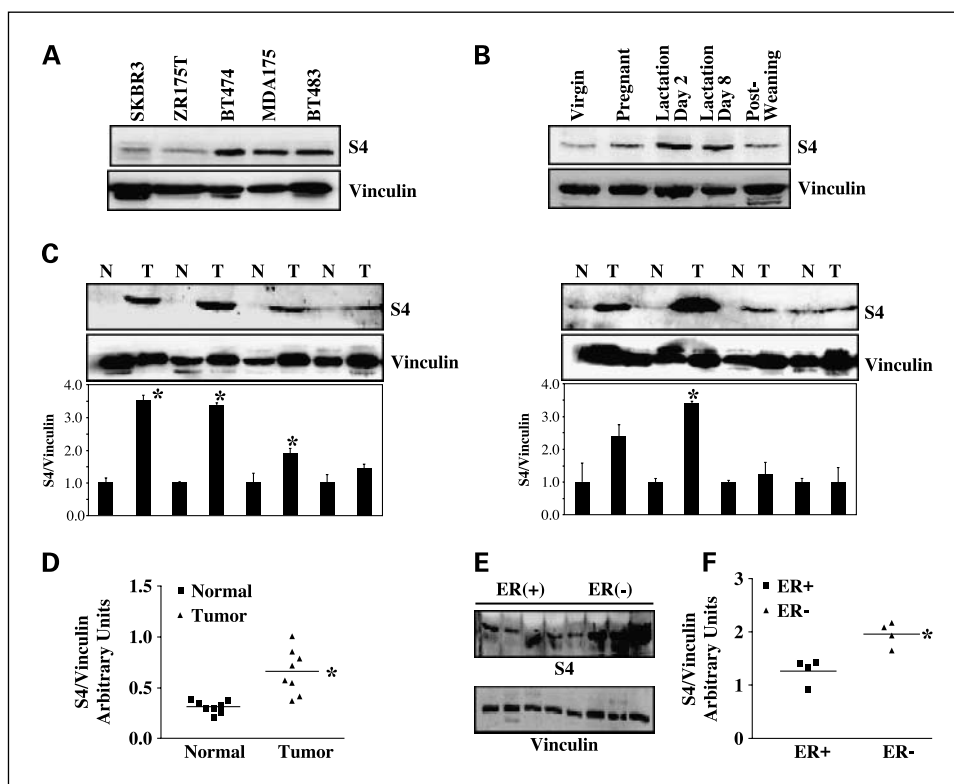 A
SKBR3
ZR175T
BT474
MDA175
BT483
S4
Vinculin
B
Virgin
Pregnant
Lactation
Day 2
Lactation
Day 8
Post-
Weaning
S4
Vinculin
C
N T N T N T N T
S4
Vinculin
S4/Vinculin
4.0
3.0
2.0
1.0
0.0
*
*
*
N T N T N T N T
S4
Vinculin
S4/Vinculin
4.0
3.0
2.0
1.0
0.0
*
D
S4/Vinculin
Arbitrary Units
1.5
1.0
0.5
0.0
Normal
Tumor
*
Normal Tumor
E
ER(+) ER(-)
S4
Vinculin
F
S4/Vinculin
Arbitrary Units
3
2
1
0
ER+
ER-
*
ER+ ER-